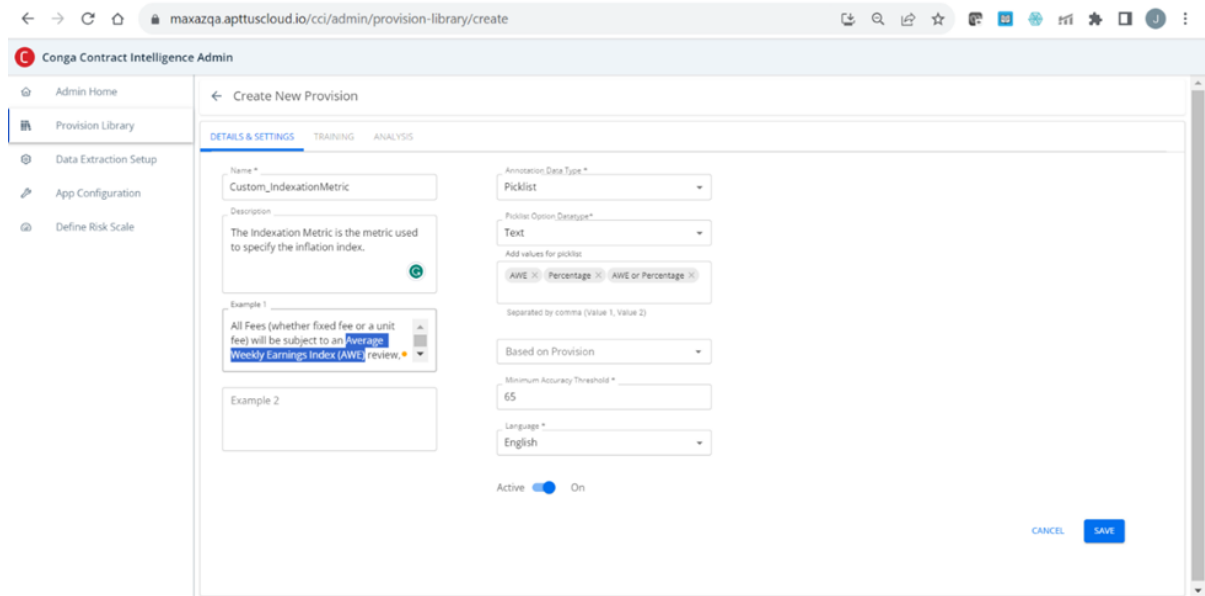 maxazqa.apttuscloud.io/cci/admin/provision-library/create
J
C Conga Contract Intelligence Admin
Admin Home
Provision Library
Data Extraction Setup
App Configuration
Define Risk Scale
Create New Provision
DETAILS & SETTINGS TRAINING ANALYSIS
Name *
Custom_IndexationMetric
Description
The Indexation Metric is the metric used
to specify the inflation index.
Example 1
All Fees (whether fixed fee or a unit
fee) will be subject to an Average
Weekly Earnings Index (AWE) review,
Example 2
Annotation Data Type *
Picklist
Picklist Option Datatype*
Text
Add values for picklist
AWE Percentage AWE or Percentage
Separated by comma (Value 1, Value 2)
Based on Provision
Minimum Accuracy Threshold *
65
Language *
English
Active On
CANCEL SAVE